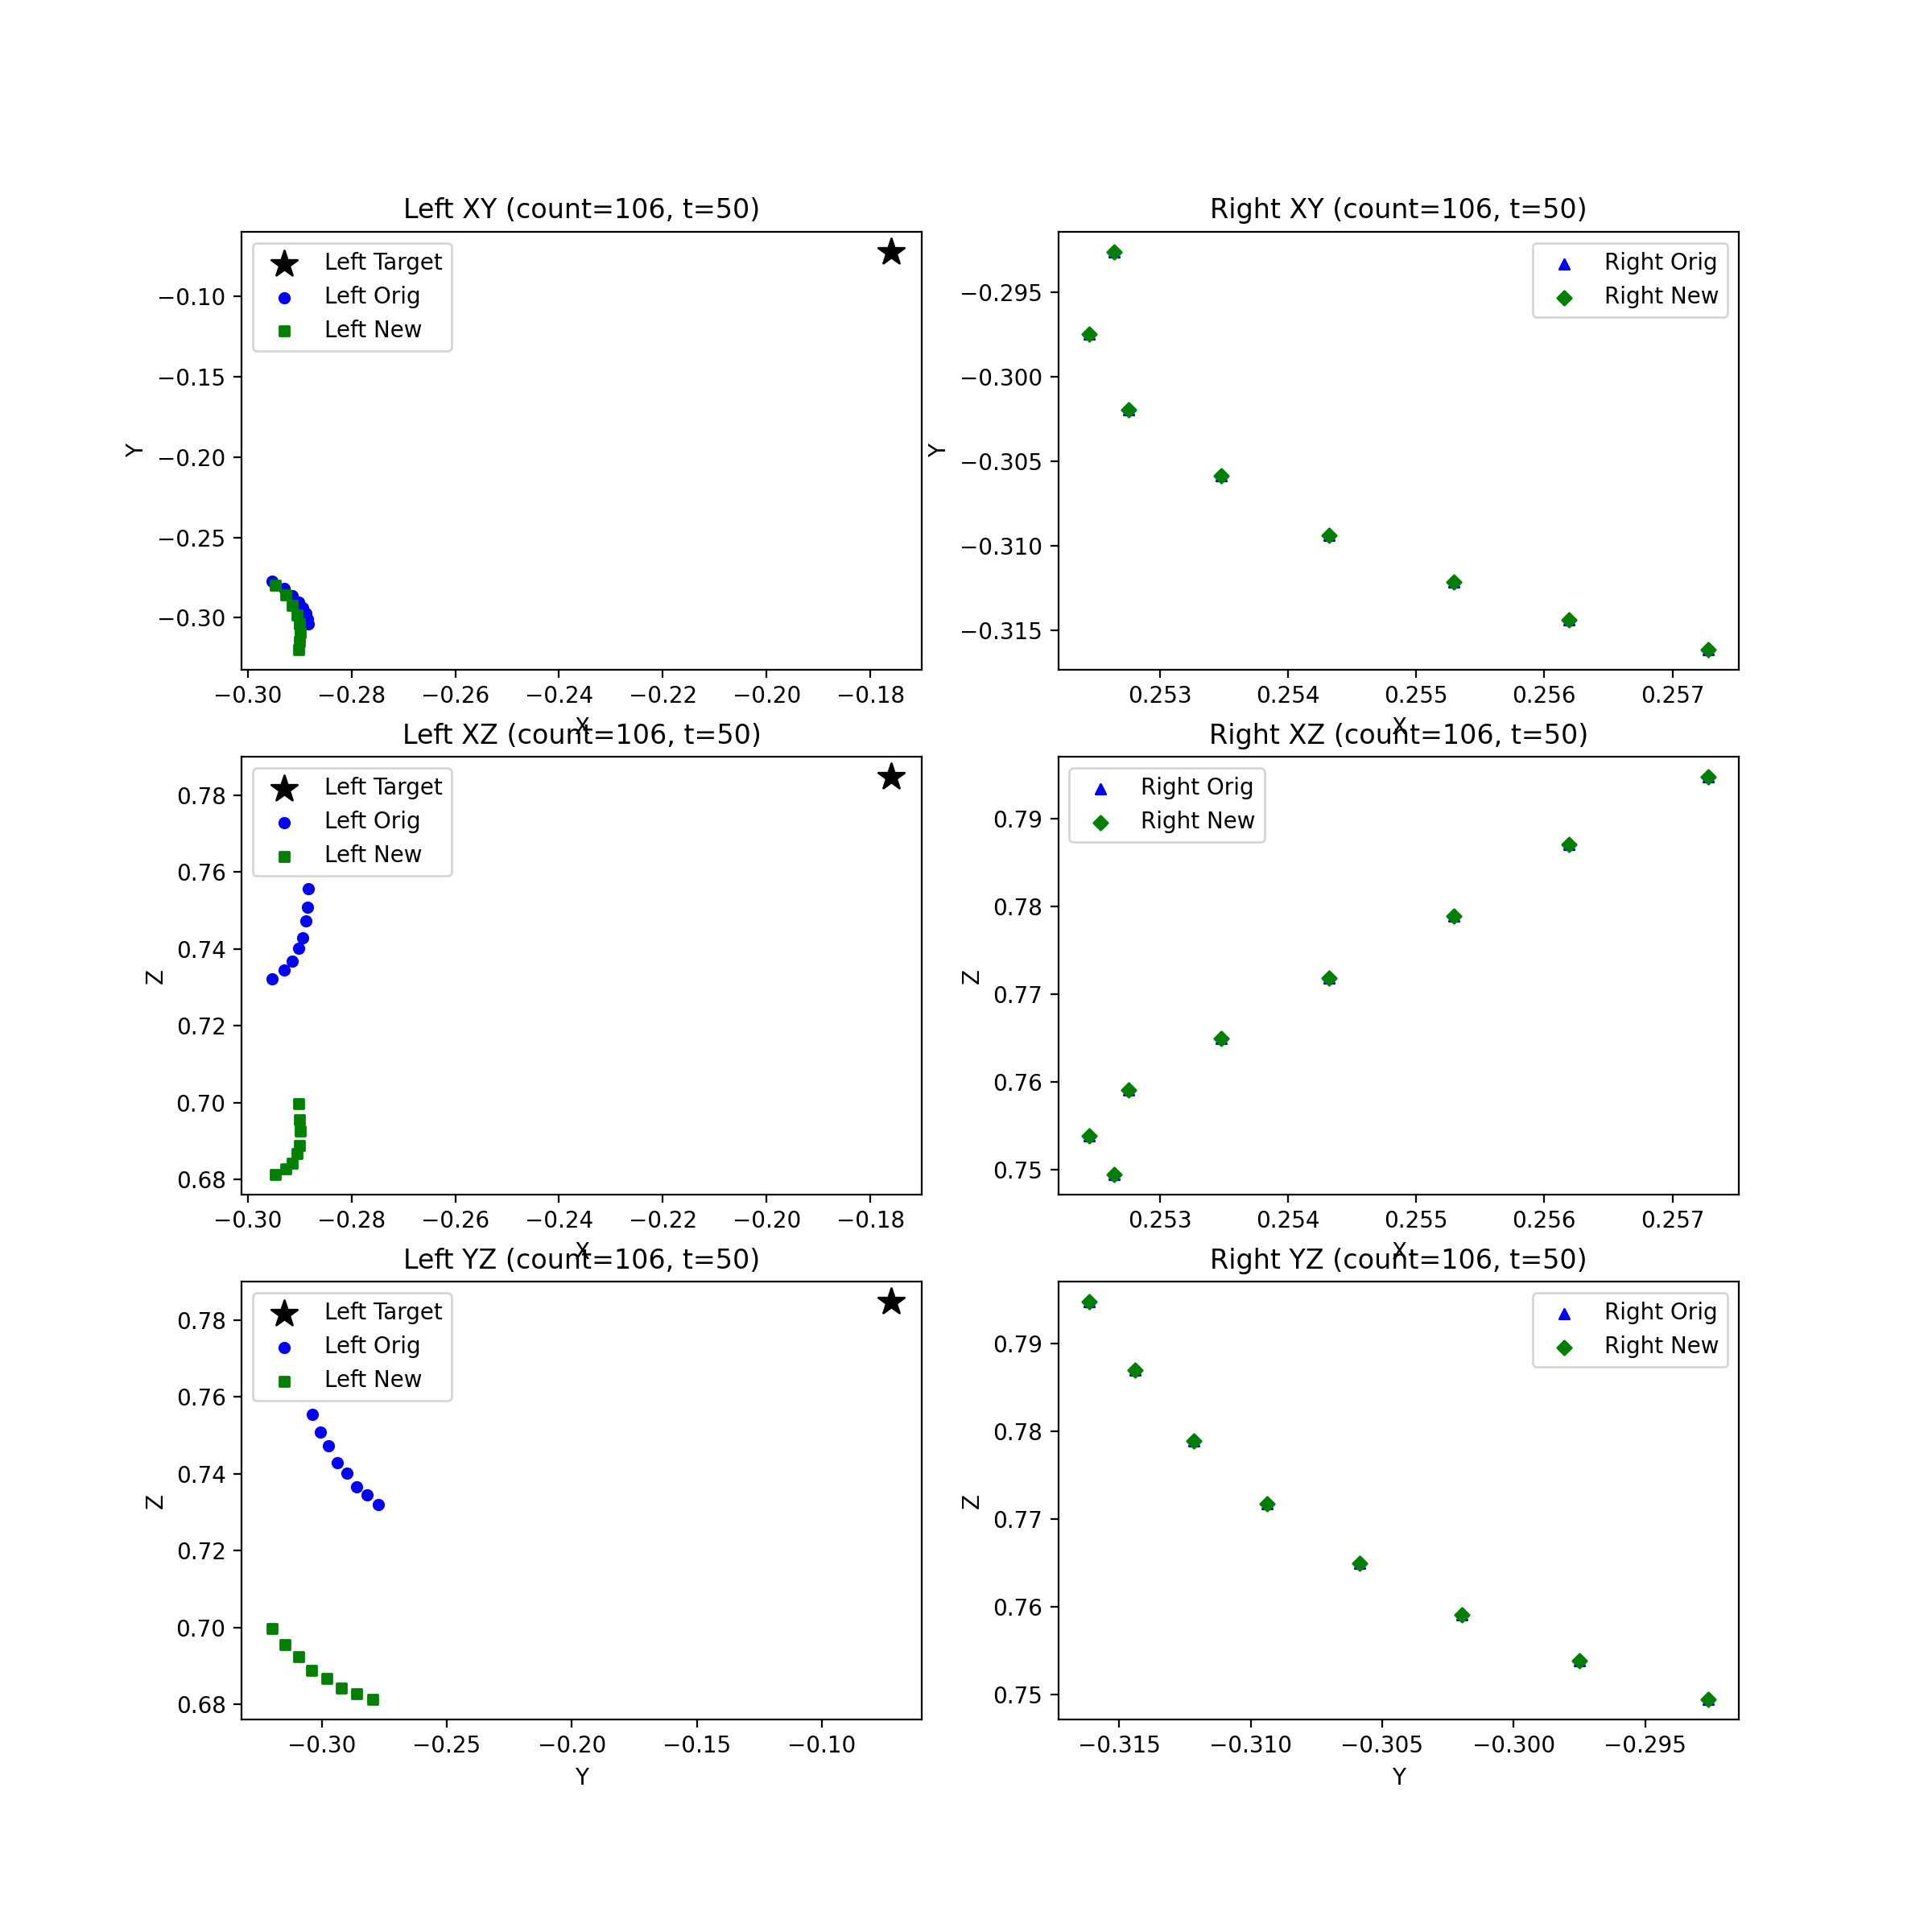 Left XY (count=106, t=50)
Left Target
Left Orig
Left New
−0.10
−0.15
−0.20
−0.25
−0.30
Y
−0.30 −0.28 −0.26 −0.24 −0.22 −0.20 −0.18
X
Right XY (count=106, t=50)
Right Orig
Right New
−0.295
−0.300
−0.305
−0.310
−0.315
Y
0.253 0.254 0.255 0.256 0.257
X
Left XZ (count=106, t=50)
Left Target
Left Orig
Left New
0.78
0.76
0.74
0.72
0.70
0.68
Z
−0.30 −0.28 −0.26 −0.24 −0.22 −0.20 −0.18
X
Right XZ (count=106, t=50)
Right Orig
Right New
0.79
0.78
0.77
0.76
0.75
Z
0.253 0.254 0.255 0.256 0.257
X
Left YZ (count=106, t=50)
Left Target
Left Orig
Left New
0.78
0.76
0.74
0.72
0.70
0.68
Z
−0.30 −0.25 −0.20 −0.15 −0.10
Y
Right YZ (count=106, t=50)
Right Orig
Right New
0.79
0.78
0.77
0.76
0.75
Z
−0.315 −0.310 −0.305 −0.300 −0.295
Y